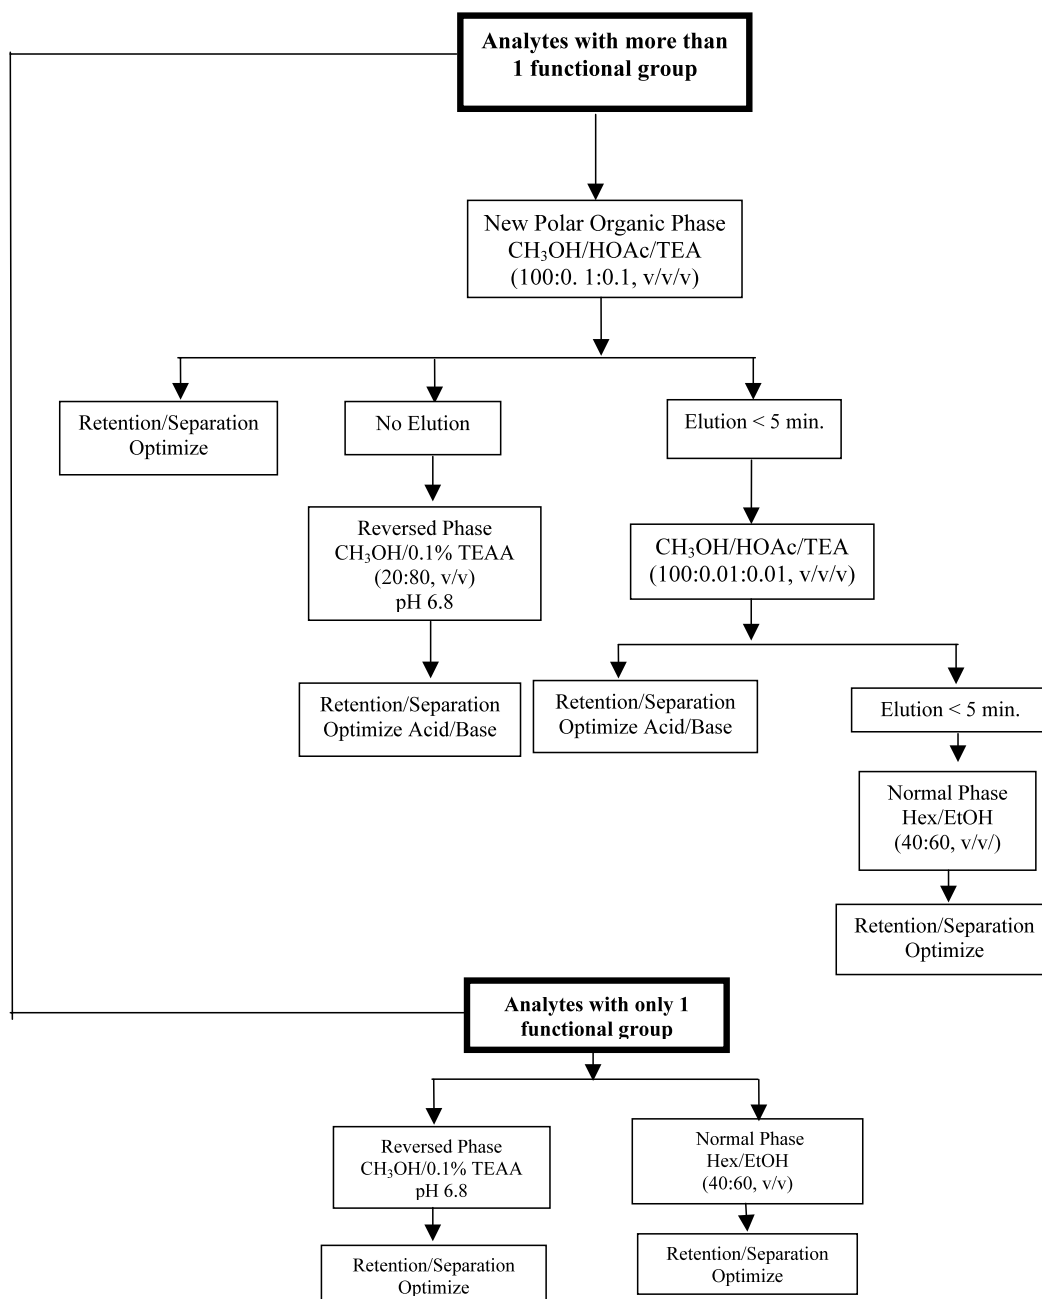 Analytes with more than
1 functional group
New Polar Organic Phase
CH₃OH/HOAc/TEA
(100:0. 1:0.1, v/v/v)
Retention/Separation
Optimize
No Elution
Elution < 5 min.
Reversed Phase
CH₃OH/0.1% TEAA
(20:80, v/v)
pH 6.8
CH₃OH/HOAc/TEA
(100:0.01:0.01, v/v/v)
Retention/Separation
Optimize Acid/Base
Retention/Separation
Optimize Acid/Base
Elution < 5 min.
Normal Phase
Hex/EtOH
(40:60, v/v/)
Retention/Separation
Optimize
Analytes with only 1
functional group
Reversed Phase
CH₃OH/0.1% TEAA
pH 6.8
Normal Phase
Hex/EtOH
(40:60, v/v)
Retention/Separation
Optimize
Retention/Separation
Optimize